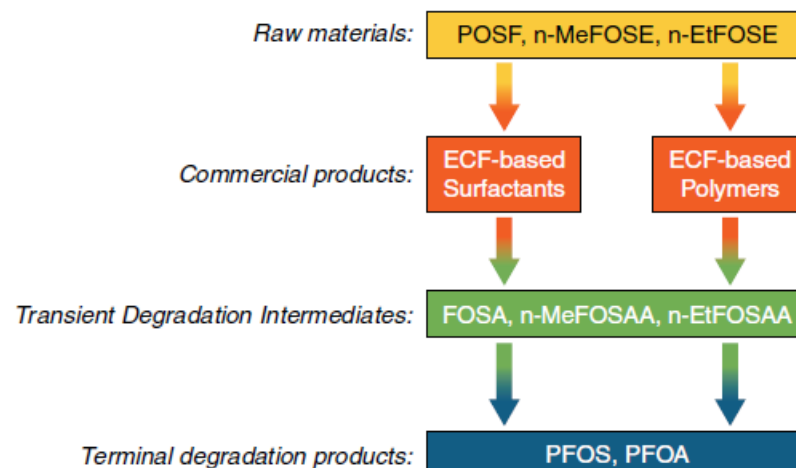 Raw materials: POSF, n-MeFOSE, n-EtFOSE
Commercial products:
ECF-based
Surfactants
ECF-based
Polymers
Transient Degradation Intermediates: FOSA, n-MeFOSAA, n-EtFOSAA
Terminal degradation products: PFOS, PFOA